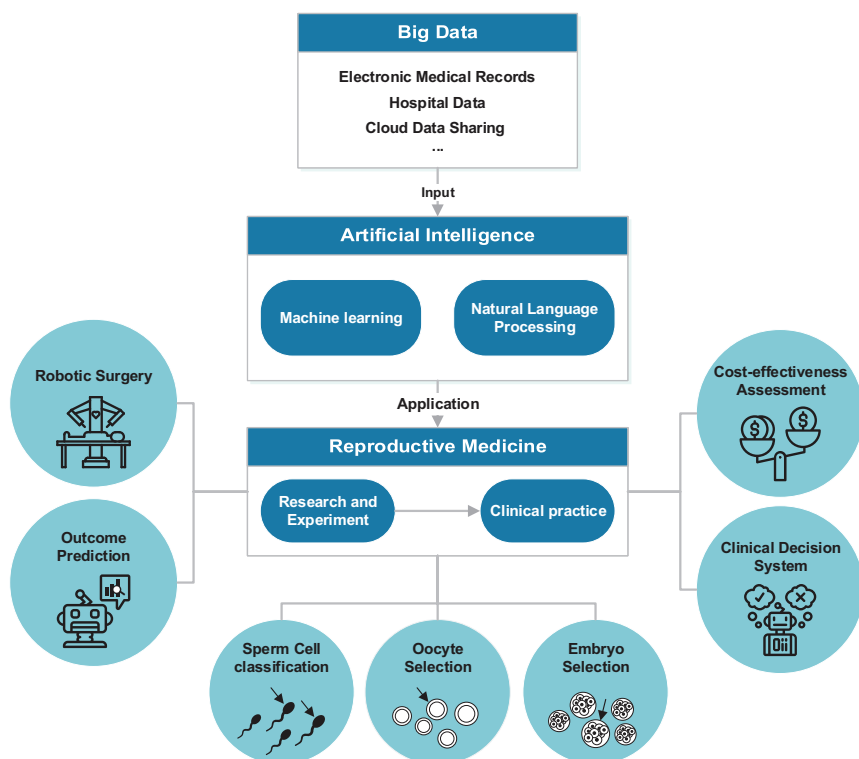 Big Data
Electronic Medical Records
Hospital Data
Cloud Data Sharing
...
Input
Artificial Intelligence
Machine learning
Natural Language
Processing
Robotic Surgery
Cost-effectiveness
Assessment
$
$
Application
Reproductive Medicine
Research and
Experiment
Clinical practice
Outcome
Prediction
Clinical Decision
System
Sperm Cell
classification
Oocyte
Selection
Embryo
Selection